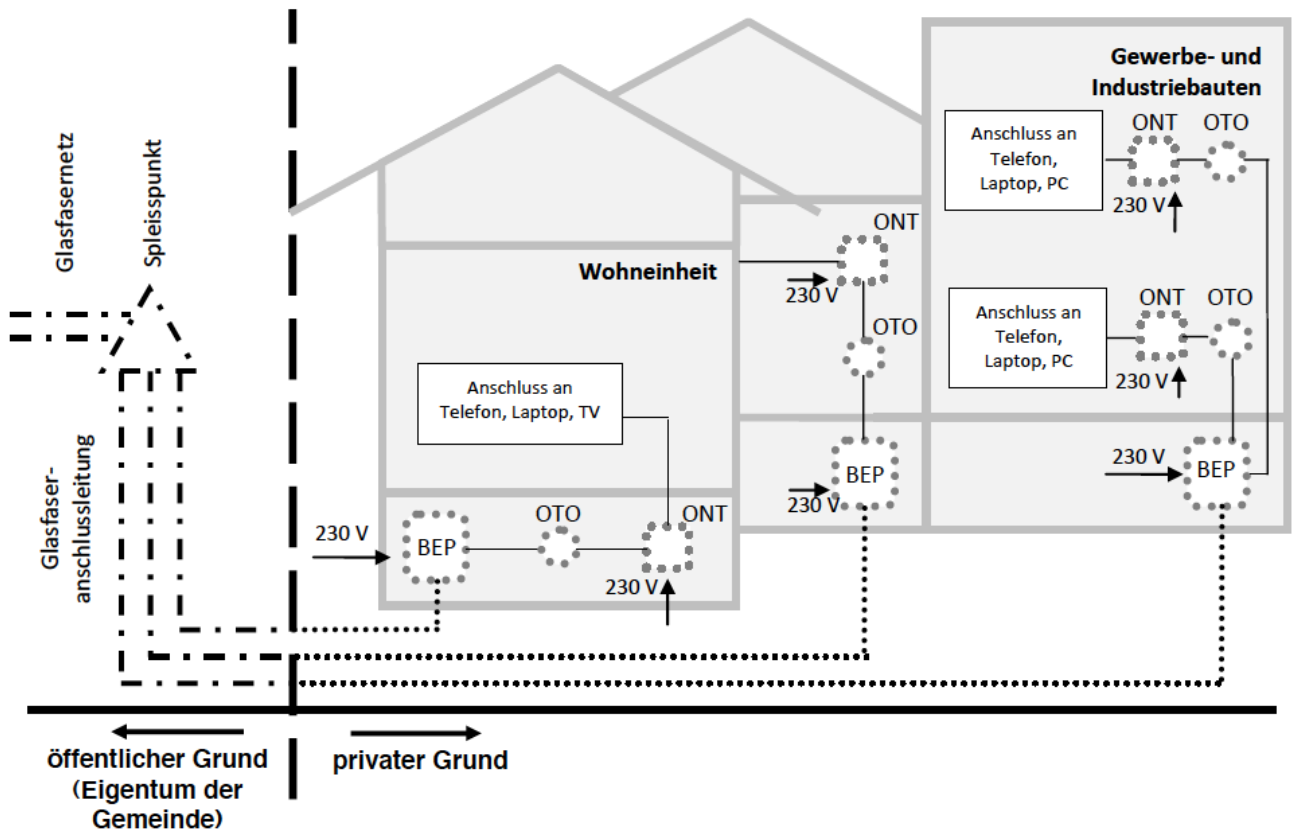 Glasfasernetz
Spleisspunkt
Glasfaser-
anschlussleitung
Wohneinheit
Anschluss an
Telefon, Laptop, TV
230 V
BEP
OTO
ONT
230 V
ONT
230 V
OTO
BEP
230 V
Gewerbe- und
Industriebauten
Anschluss an
Telefon,
Laptop, PC
ONT
OTO
230 V
Anschluss an
Telefon,
Laptop, PC
ONT
OTO
230 V
230 V
BEP
öffentlicher Grund
(Eigentum der
Gemeinde)
privater Grund